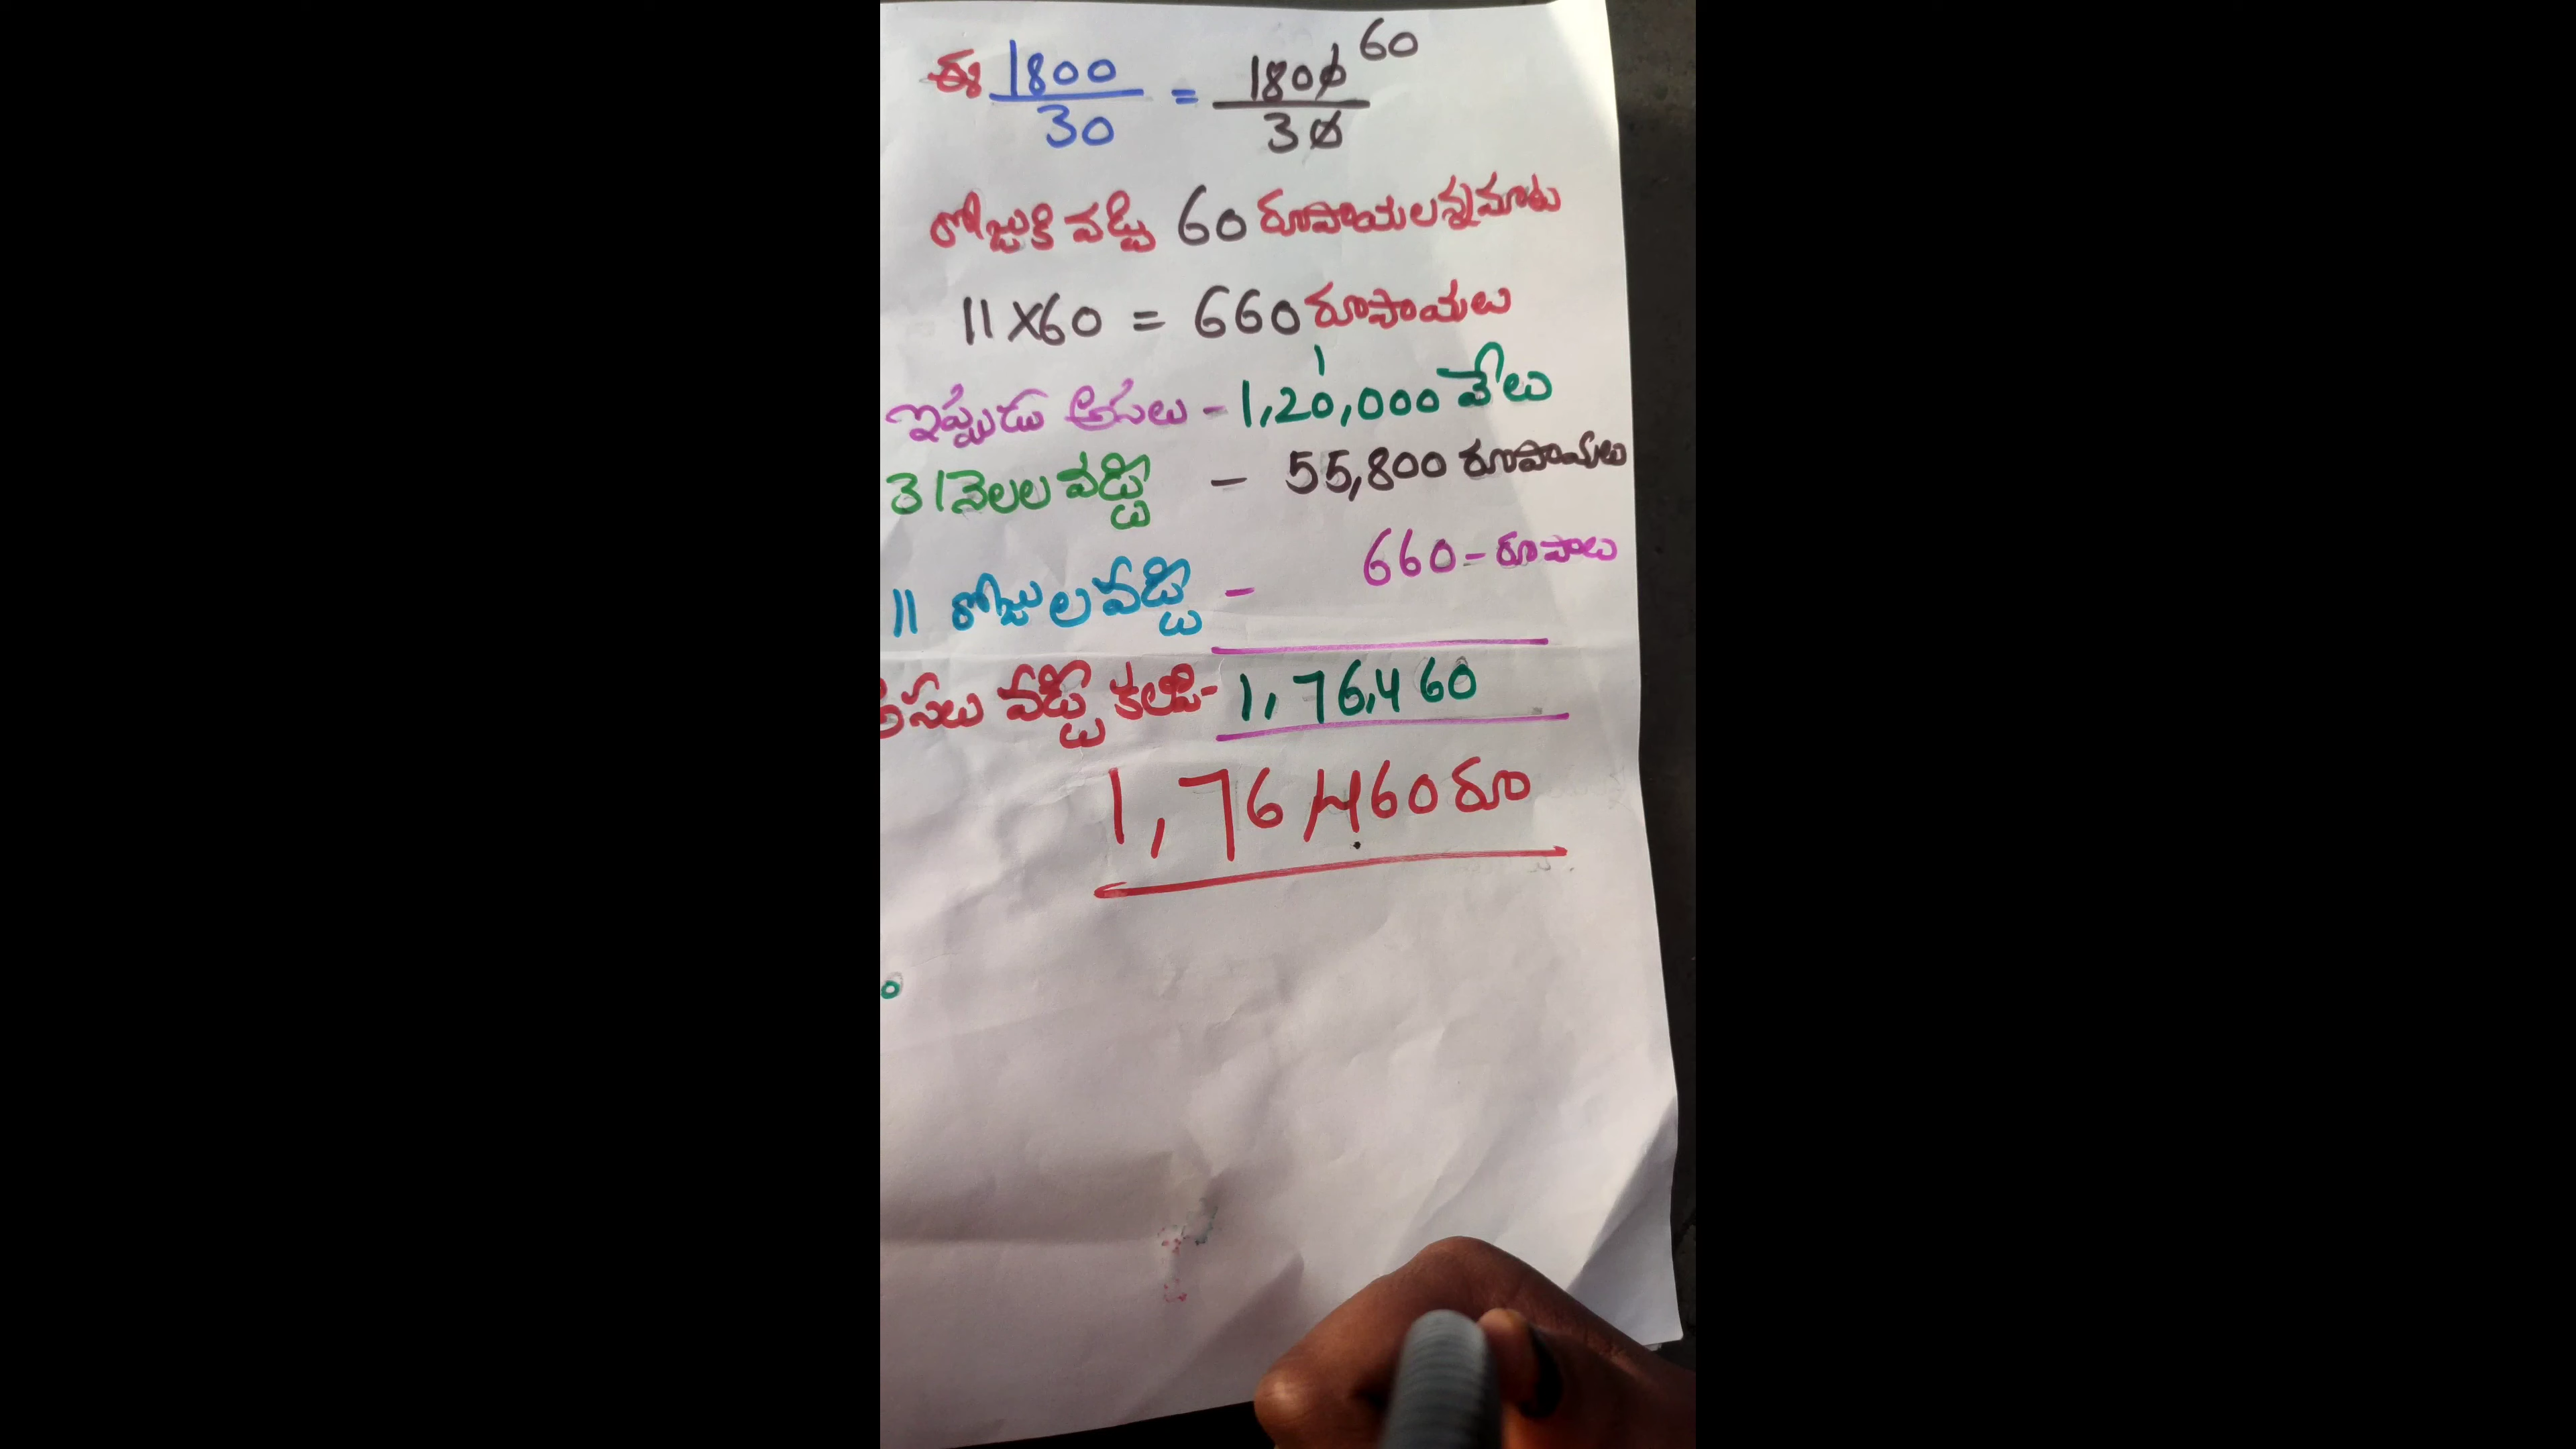 ఈ 1800/30 = 1800/30 60
రోజుకి వడ్డి 60 రూపాయలన్నమాట
11 X 60 = 660 రూపాయలు
1
ఇప్పుడు అసలు - 1,20,000 వేలు
31 నెలల వడ్డి - 55,800 రూపాయలు
11 రోజుల వడ్డి - 660 - రూపాలు
అసలు వడ్డి కలిపి - 1,76,460
1,76,460 రూ